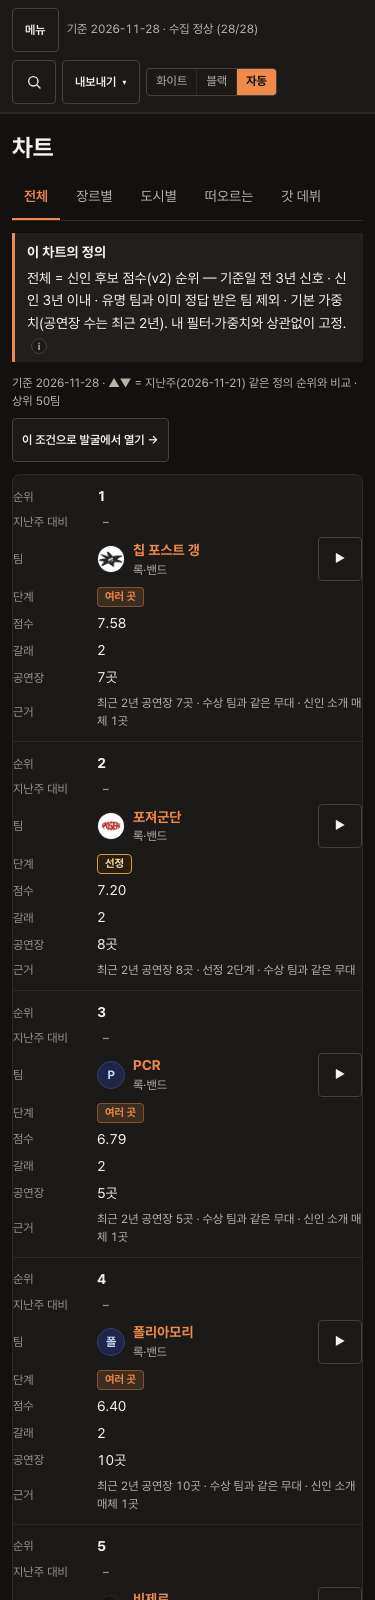 메뉴
기준 2026-11-28 · 수집 정상 (28/28)
내보내기 ▾
화이트 블랙 자동
차트
전체 장르별 도시별 떠오르는 갓 데뷔
이 차트의 정의
전체 = 신인 후보 점수(v2) 순위 — 기준일 전 3년 신호 · 신
인 3년 이내 · 유명 팀과 이미 정답 받은 팀 제외 · 기본 가중
치(공연장 수는 최근 2년). 내 필터·가중치와 상관없이 고정.
i
기준 2026-11-28 · ▲▼ = 지난주(2026-11-21) 같은 정의 순위와 비교 ·
상위 50팀
이 조건으로 발굴에서 열기 →
순위 1
지난주 대비 –
팀 칩 포스트 갱 ▶
록·밴드
단계 여러 곳
점수 7.58
갈래 2
공연장 7곳
근거 최근 2년 공연장 7곳 · 수상 팀과 같은 무대 · 신인 소개 매
체 1곳
순위 2
지난주 대비 –
팀 포져군단 ▶
록·밴드
단계 선정
점수 7.20
갈래 2
공연장 8곳
근거 최근 2년 공연장 8곳 · 선정 2단계 · 수상 팀과 같은 무대
순위 3
지난주 대비 –
팀 P PCR ▶
록·밴드
단계 여러 곳
점수 6.79
갈래 2
공연장 5곳
근거 최근 2년 공연장 5곳 · 수상 팀과 같은 무대 · 신인 소개 매
체 1곳
순위 4
지난주 대비 –
팀 폴 폴리아모리 ▶
록·밴드
단계 여러 곳
점수 6.40
갈래 2
공연장 10곳
근거 최근 2년 공연장 10곳 · 수상 팀과 같은 무대 · 신인 소개
매체 1곳
순위 5
지난주 대비 –